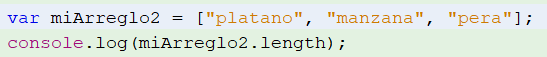 var miArreglo2 = ["platano", "manzana", "pera"];
console.log(miArreglo2.length);